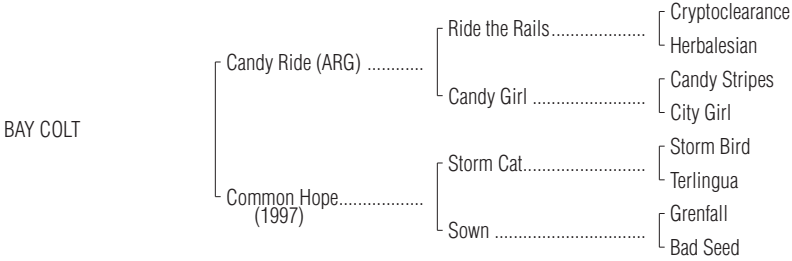 Cryptoclearance
Ride the Rails....................
Herbalesian
Candy Ride (ARG) ............
Candy Stripes
Candy Girl ........................
City Girl
BAY COLT
Storm Bird
Storm Cat..........................
Terlingua
Common Hope..................
(1997)
Grenfall
Sown ................................
Bad Seed